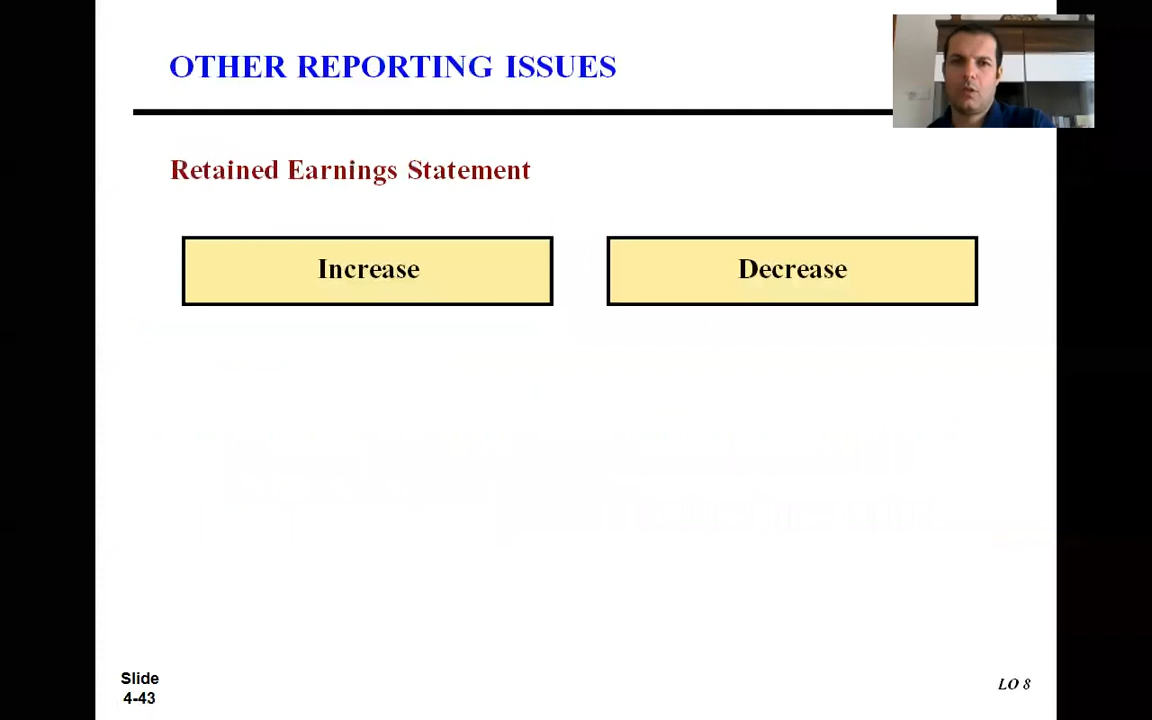 OTHER REPORTING ISSUES
Retained Earnings Statement
Increase
Decrease
Slide
4-43
LO 8